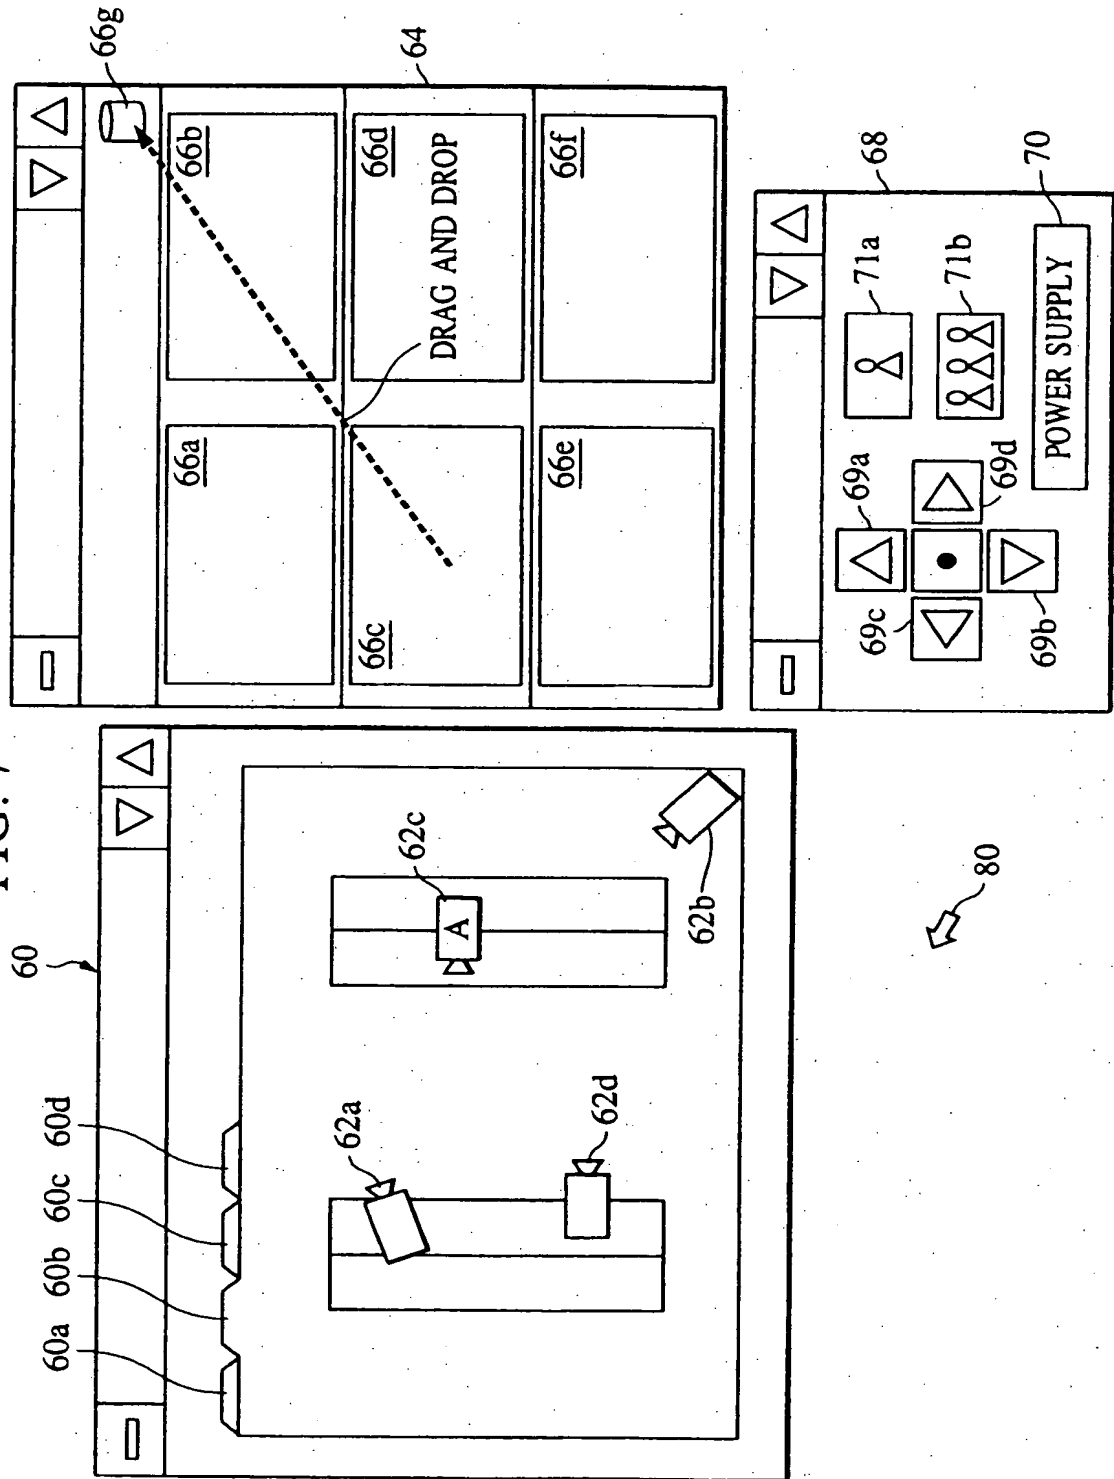 FIG. 7
60
60a
60b
60c
60d
62a
62c
A
62d
62b
66g
66a
66b
64
66c
66d
DRAG AND DROP
66e
66f
68
69a
71a
69c
69d
71b
69b
POWER SUPPLY
70
80